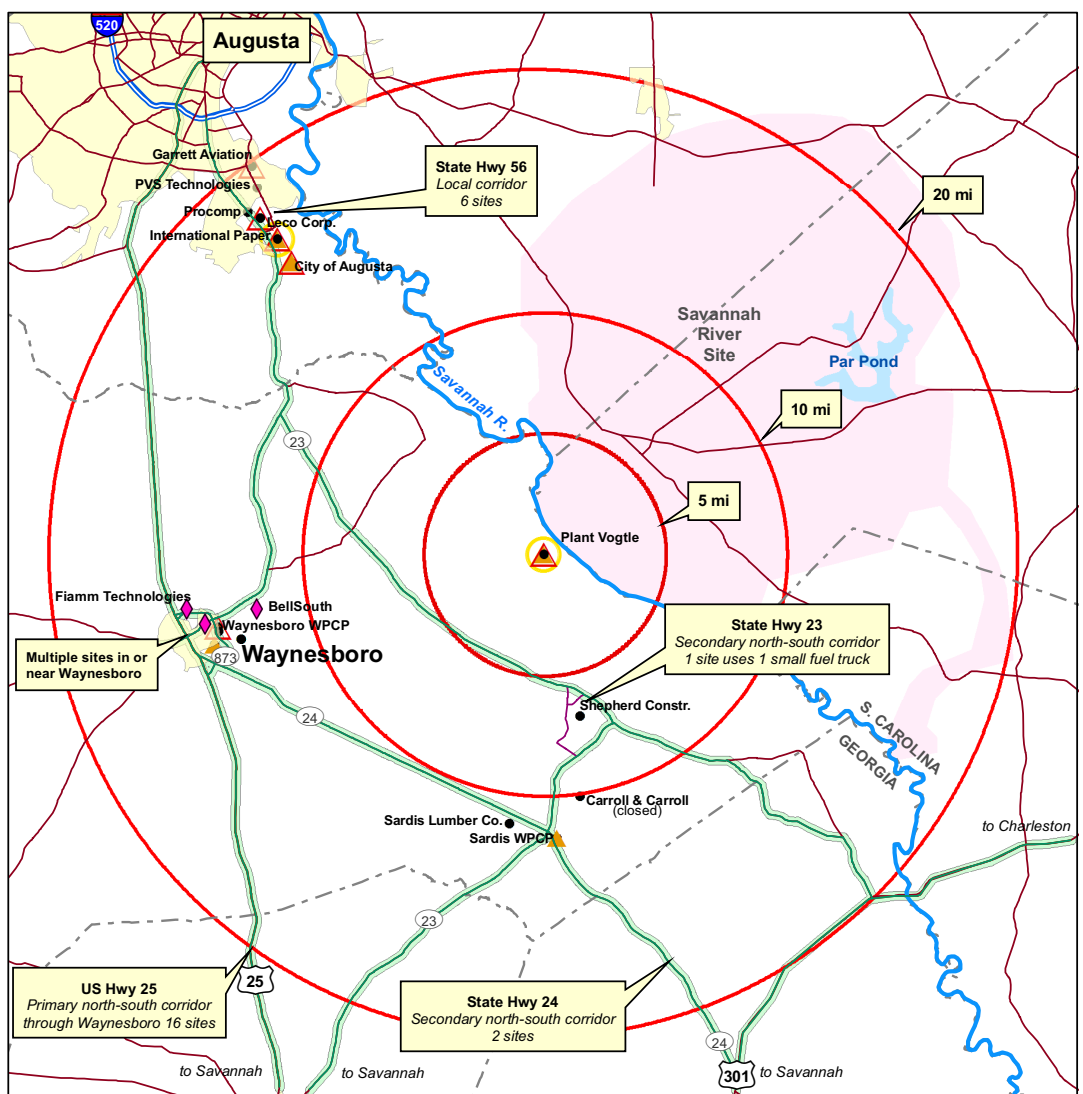 520
Augusta
Garrett Aviation
PVS Technologies
Procomp
Leco Corp.
International Paper
City of Augusta
State Hwy 56
Local corridor
6 sites
20 mi
Savannah
River
Site
Par Pond
Savannah R.
10 mi
23
5 mi
Plant Vogtle
Fiamm Technologies
BellSouth
Waynesboro WPCP
Waynesboro
873
Multiple sites in or
near Waynesboro
State Hwy 23
Secondary north-south corridor
1 site uses 1 small fuel truck
24
Shepherd Constr.
S. CAROLINA
GEORGIA
Carroll & Carroll
(closed)
Sardis Lumber Co.
Sardis WPCP
to Charleston
23
US Hwy 25
Primary north-south corridor
through Waynesboro 16 sites
25
State Hwy 24
Secondary north-south corridor
2 sites
24
301
to Savannah
to Savannah
to Savannah